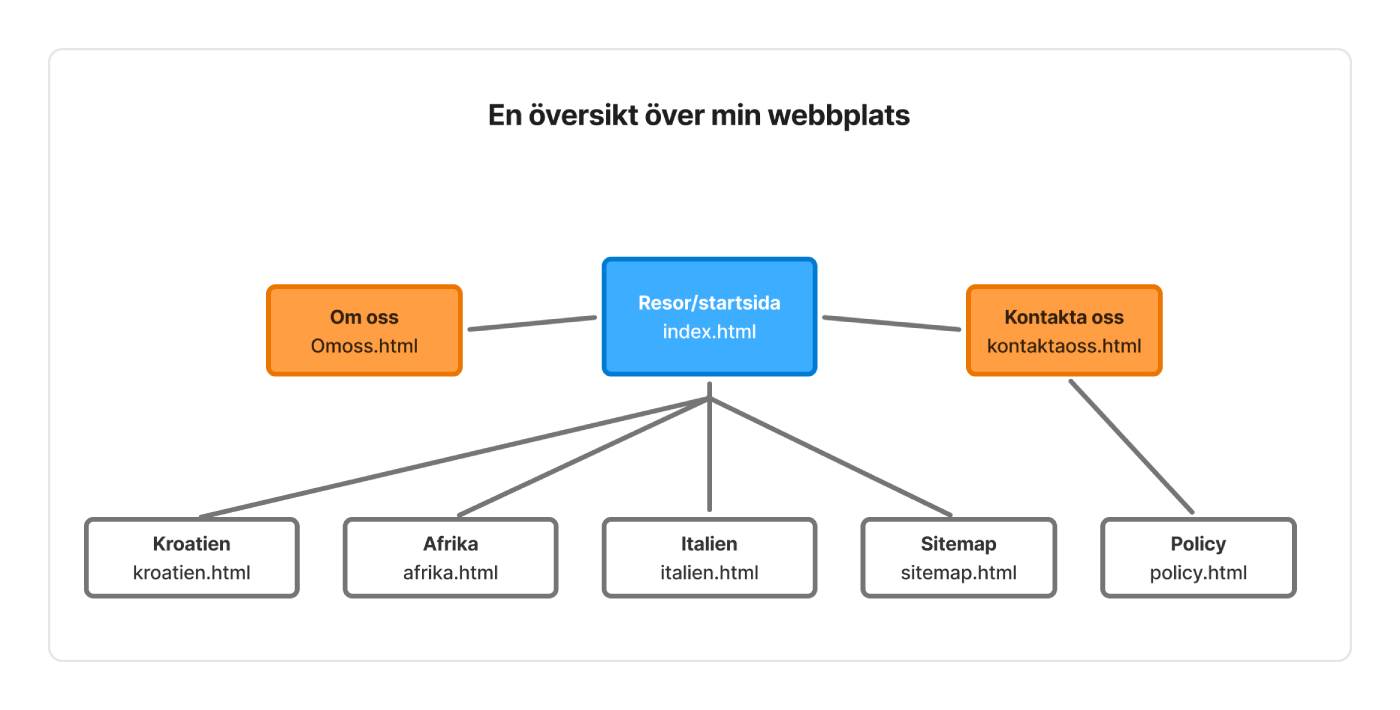 En översikt över min webbplats
Om oss
Omoss.html
Resor/startsida
index.html
Kontakta oss
kontaktaoss.html
Kroatien
kroatien.html
Afrika
afrika.html
Italien
italien.html
Sitemap
sitemap.html
Policy
policy.html